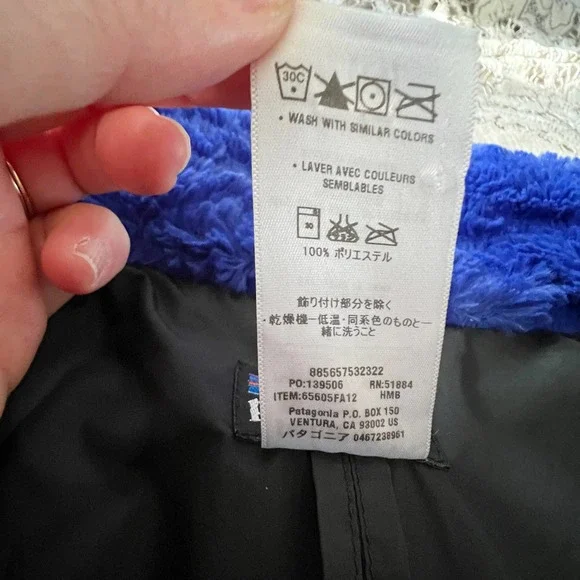 30C
• WASH WITH SIMILAR COLORS
• LAVER AVEC COULEURS
SEMBLABLES
30
100% ポリエステル
飾り付け部分を除く
・乾燥機ー低温・同系色のものと一
緒に洗うこと
885657532322
PO:139506 RN:51884
ITEM:65605FA12 HMB
Patagonia P.O. BOX 150
VENTURA, CA 93002 US
パタゴニア 0467238961